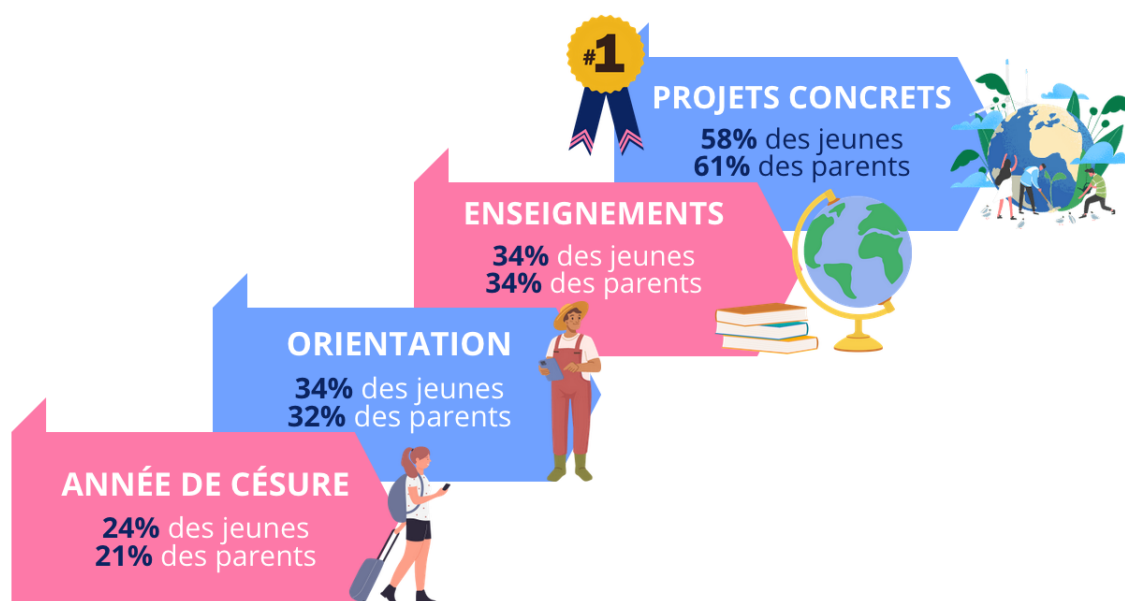 #1
PROJETS CONCRETS
58% des jeunes
61% des parents
ENSEIGNEMENTS
34% des jeunes
34% des parents
ORIENTATION
34% des jeunes
32% des parents
ANNÉE DE CÉSURE
24% des jeunes
21% des parents